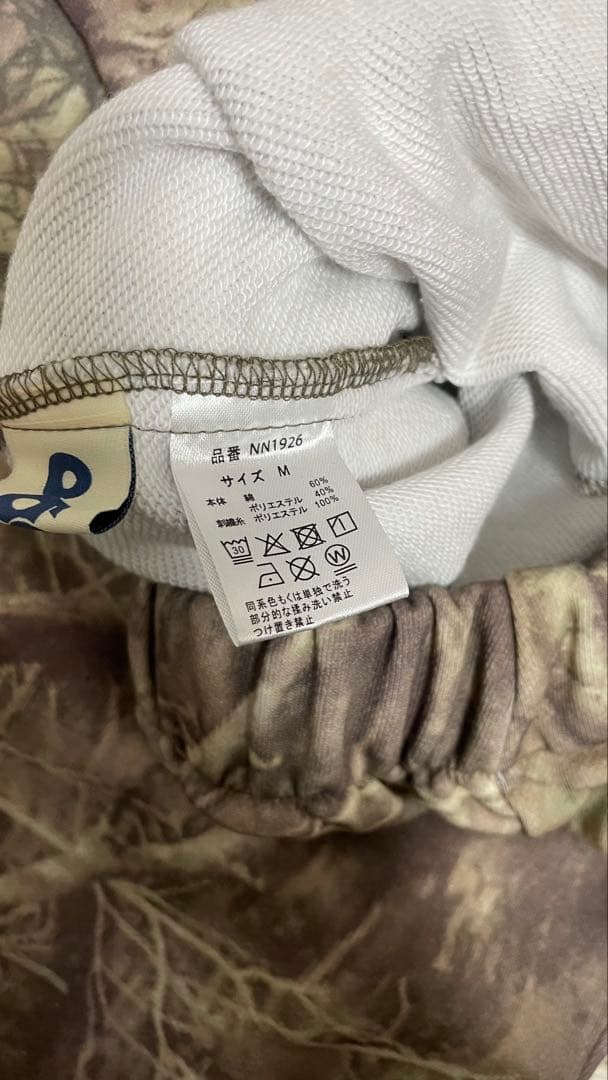 品番 NN1926
サイズ M
本体 綿 60%
ポリエステル 40%
刺繍糸 ポリエステル 100%
30
W
同系色もしくは単独で洗う
部分的な揉み洗い禁止
つけ置き禁止